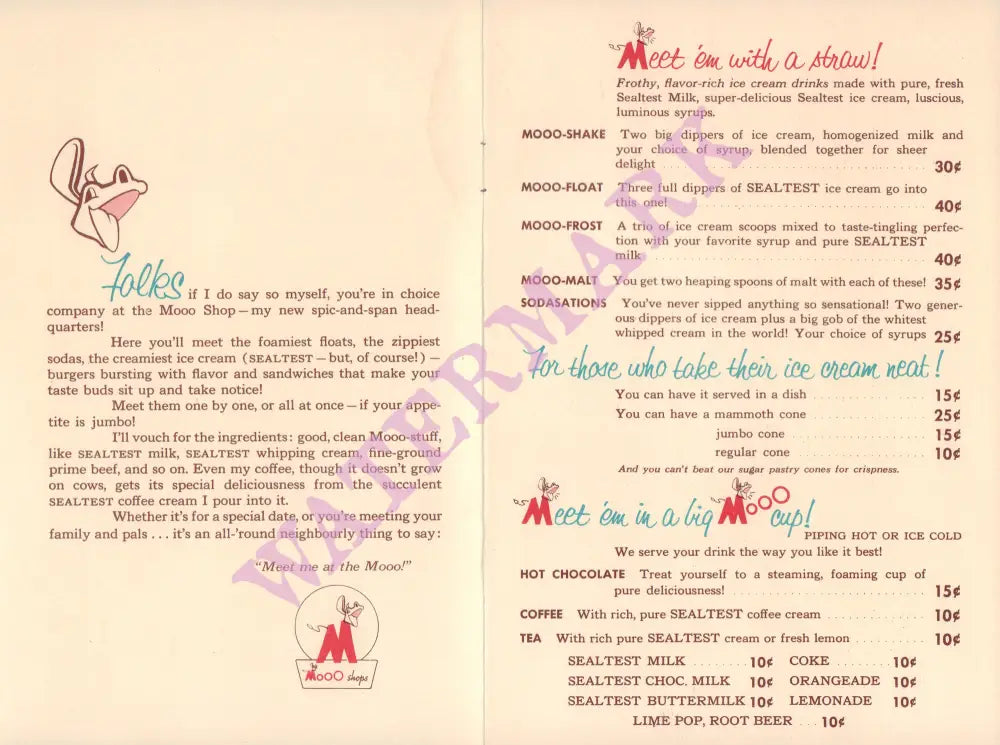 Folks if I do say so myself, you're in choice
company at the Mooo Shop — my new spic-and-span head-
quarters!
Here you'll meet the foamiest floats, the zippiest
sodas, the creamiest ice cream (SEALTEST — but, of course!) —
burgers bursting with flavor and sandwiches that make your
taste buds sit up and take notice!
Meet them one by one, or all at once — if your appe-
tite is jumbo!
I'll vouch for the ingredients: good, clean Mooo-stuff,
like SEALTEST milk, SEALTEST whipping cream, fine-ground
prime beef, and so on. Even my coffee, though it doesn't grow
on cows, gets its special deliciousness from the succulent
SEALTEST coffee cream I pour into it.
Whether it's for a special date, or you're meeting your
family and pals . . . it's an all-'round neighbourly thing to say:
"Meet me at the Mooo!"
M
MOOO shops
Meet 'em with a straw!
Frothy, flavor-rich ice cream drinks made with pure, fresh
Sealtest Milk, super-delicious Sealtest ice cream, luscious,
luminous syrups.
MOOO-SHAKE Two big dippers of ice cream, homogenized milk and
your choice of syrup, blended together for sheer
delight . . . . . 30¢
MOOO-FLOAT Three full dippers of SEALTEST ice cream go into
this one! . . . . . 40¢
MOOO-FROST A trio of ice cream scoops mixed to taste-tingling perfec-
tion with your favorite syrup and pure SEALTEST
milk . . . . . 40¢
MOOO-MALT You get two heaping spoons of malt with each of these! 35¢
SODASATIONS You've never sipped anything so sensational! Two gener-
ous dippers of ice cream plus a big gob of the whitest
whipped cream in the world! Your choice of syrups 25¢
For those who take their ice cream neat!
You can have it served in a dish . . . . . 15¢
You can have a mammoth cone . . . . . 25¢
jumbo cone . . . . . 15¢
regular cone . . . . . 10¢
And you can't beat our sugar pastry cones for crispness.
Meet 'em in a big MOOO cup!
PIPING HOT OR ICE COLD
We serve your drink the way you like it best!
HOT CHOCOLATE Treat yourself to a steaming, foaming cup of
pure deliciousness! . . . . . 15¢
COFFEE With rich, pure SEALTEST coffee cream . . . . . 10¢
TEA With rich pure SEALTEST cream or fresh lemon . . . . . 10¢
SEALTEST MILK . . . . . 10¢ COKE . . . . . 10¢
SEALTEST CHOC. MILK 10¢ ORANGEADE 10¢
SEALTEST BUTTERMILK 10¢ LEMONADE 10¢
LIME POP, ROOT BEER . . . 10¢
WATERMARK